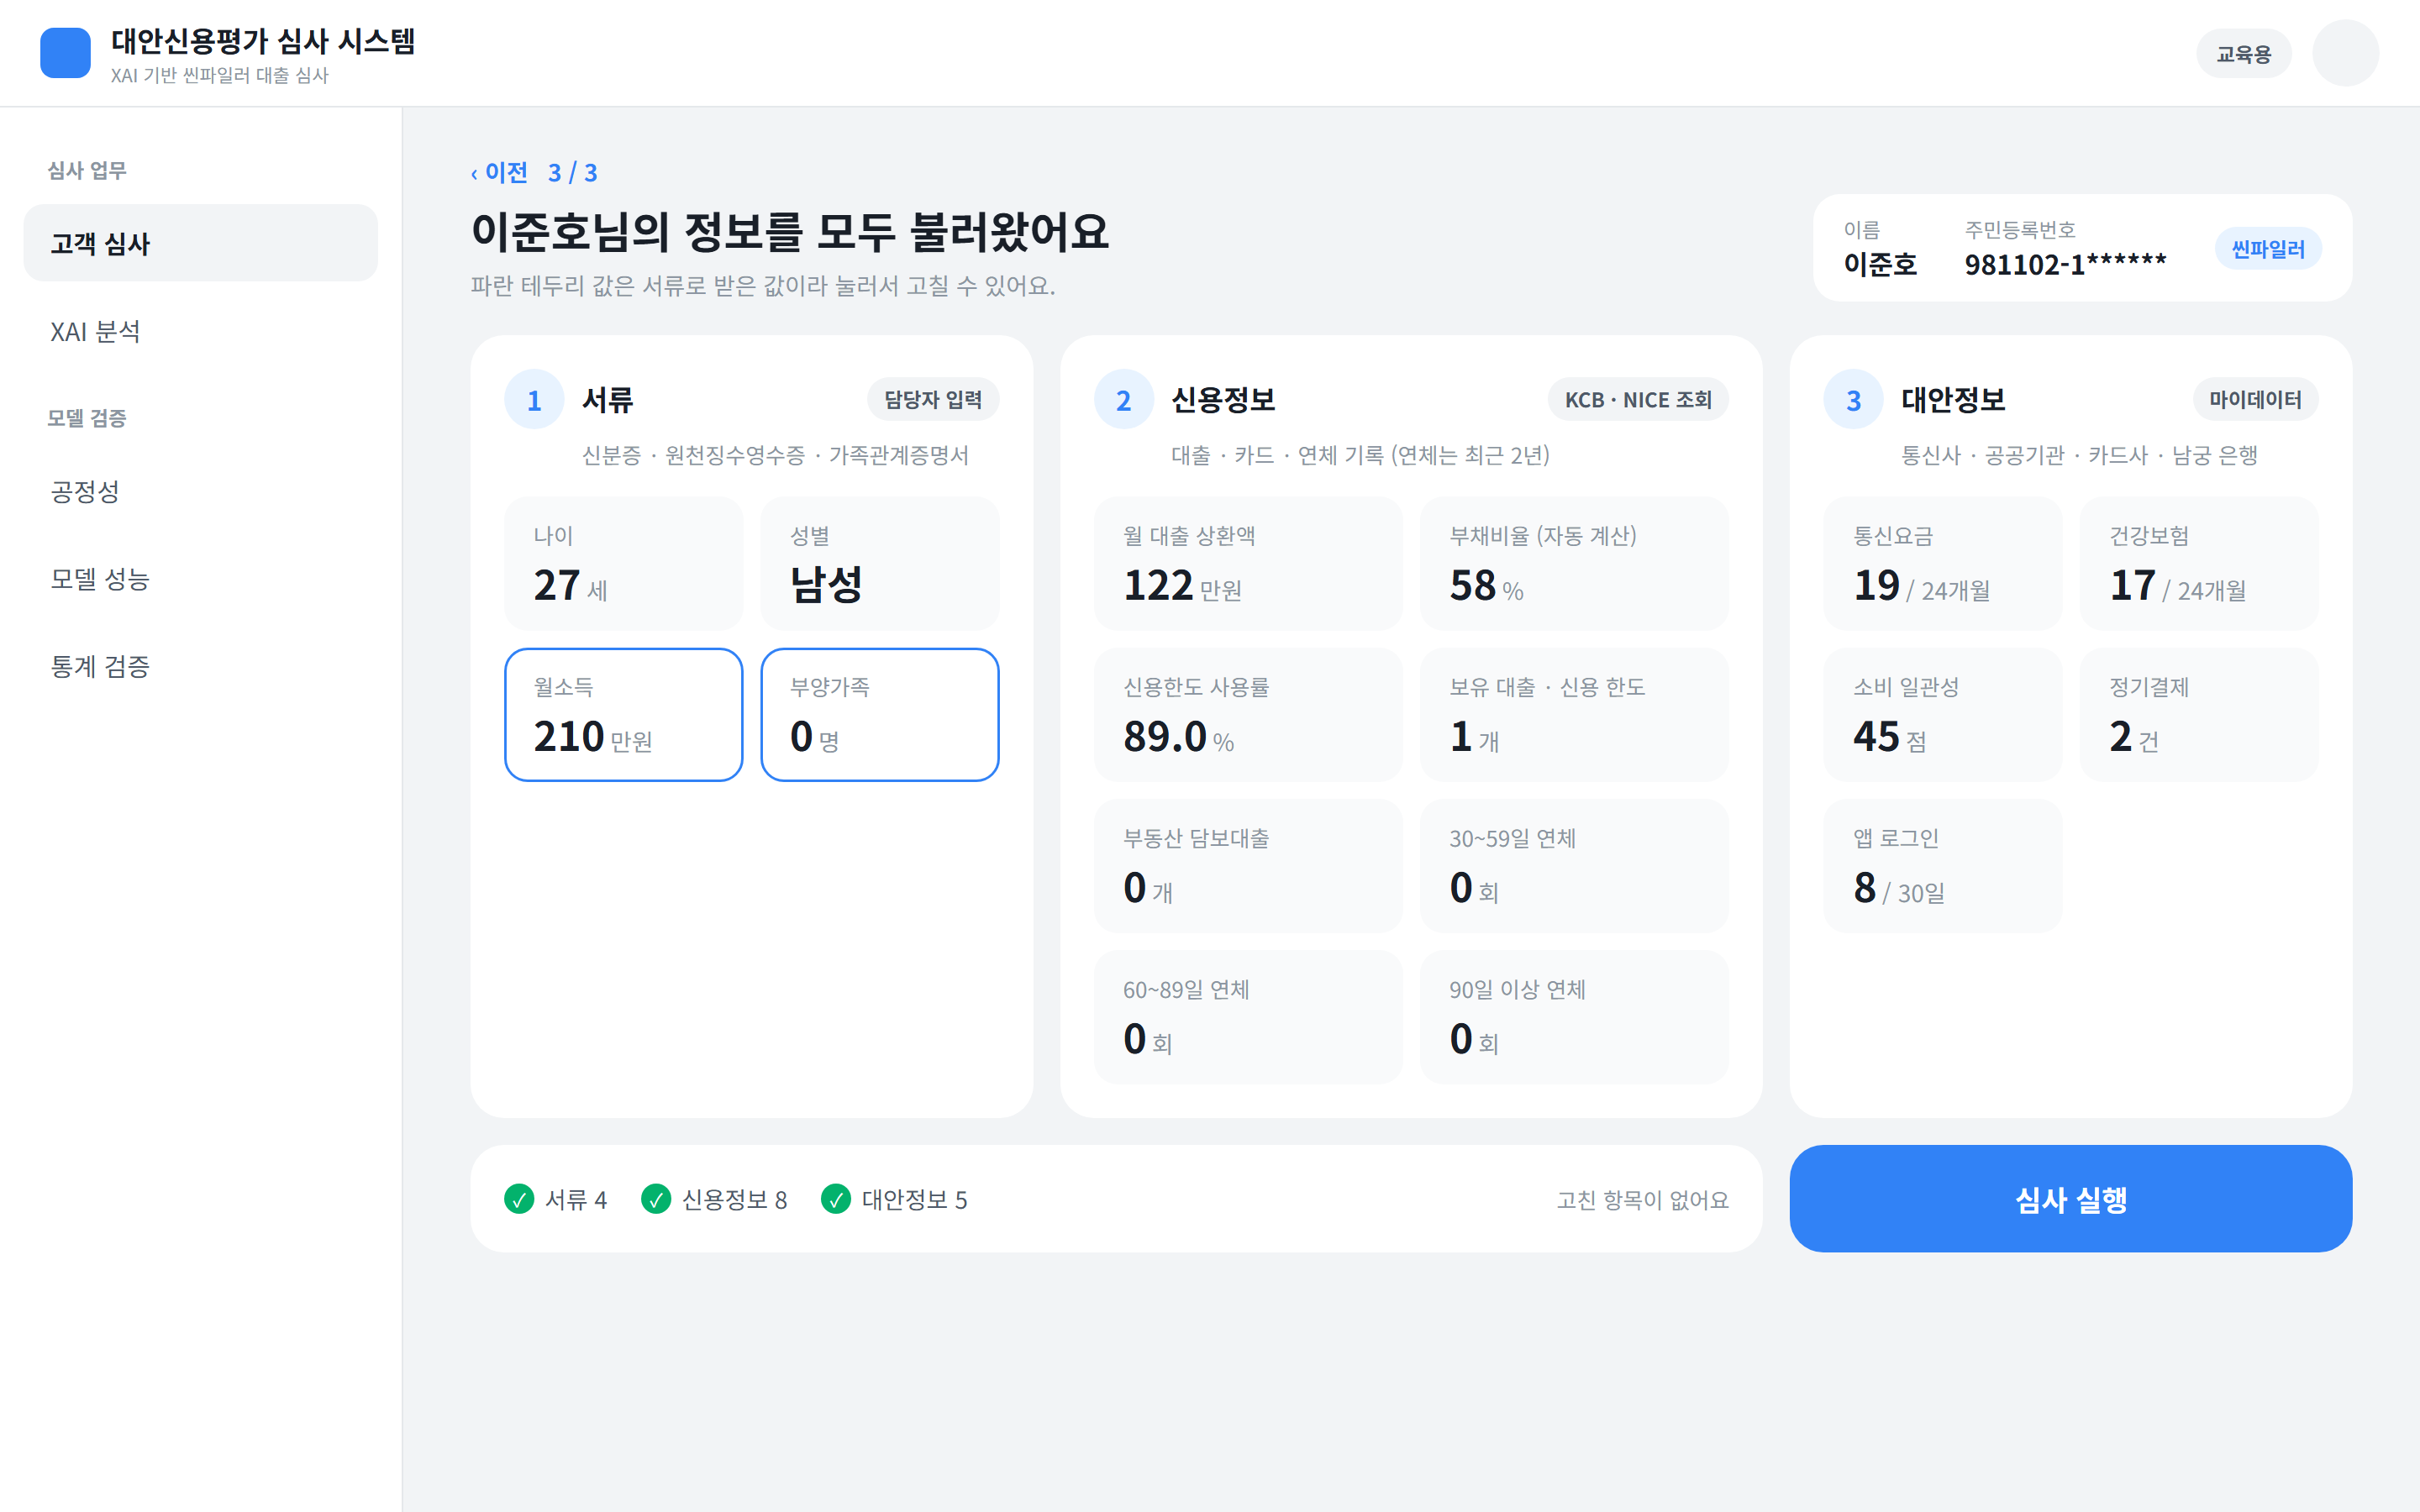 대안신용평가 심사 시스템
XAI 기반 씬파일러 대출 심사
교육용
심사 업무
고객 심사
XAI 분석
모델 검증
공정성
모델 성능
통계 검증
‹ 이전 3 / 3
이준호님의 정보를 모두 불러왔어요
파란 테두리 값은 서류로 받은 값이라 눌러서 고칠 수 있어요.
이름
이준호
주민등록번호
981102-1******
씬파일러
1 서류 담당자 입력
신분증 · 원천징수영수증 · 가족관계증명서
나이
27 세
성별
남성
월소득
210 만원
부양가족
0 명
2 신용정보 KCB · NICE 조회
대출 · 카드 · 연체 기록 (연체는 최근 2년)
월 대출 상환액
122 만원
부채비율 (자동 계산)
58 %
신용한도 사용률
89.0 %
보유 대출 · 신용 한도
1 개
부동산 담보대출
0 개
30~59일 연체
0 회
60~89일 연체
0 회
90일 이상 연체
0 회
3 대안정보 마이데이터
통신사 · 공공기관 · 카드사 · 남궁 은행
통신요금
19 / 24개월
건강보험
17 / 24개월
소비 일관성
45 점
정기결제
2 건
앱 로그인
8 / 30일
✓ 서류 4 ✓ 신용정보 8 ✓ 대안정보 5
고친 항목이 없어요
심사 실행